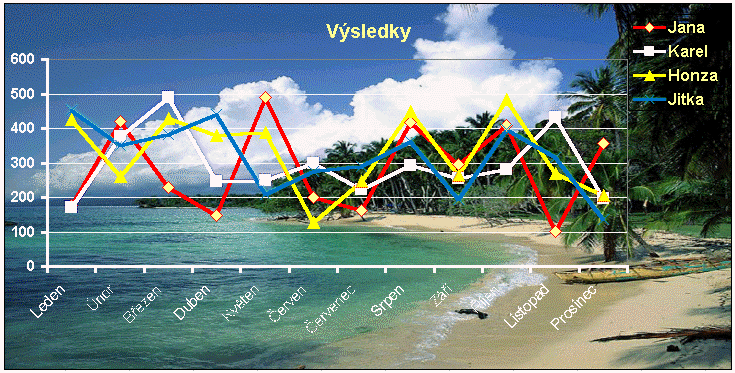 Výsledky
Jana
Karel
Honza
Jitka
600
500
400
300
200
100
0
Leden
Únor
Březen
Duben
Květen
Červen
Červenec
Srpen
Září
Říjen
Listopad
Prosinec